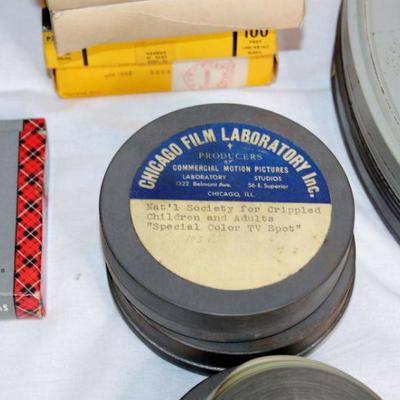 100
CHICAGO FILM LABORATORY Inc.
PRODUCERS OF
COMMERCIAL MOTION PICTURES
LABORATORY STUDIOS
1322 Belmont Ave. 56 E. Superior
CHICAGO, ILL.
Nat'l Society for Crippled
Children and Adults
"Special Color TV Spot"